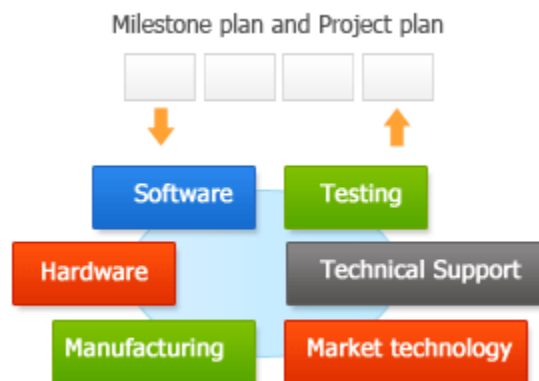 Milestone plan and Project plan
Software
Testing
Hardware
Technical Support
Manufacturing
Market technology